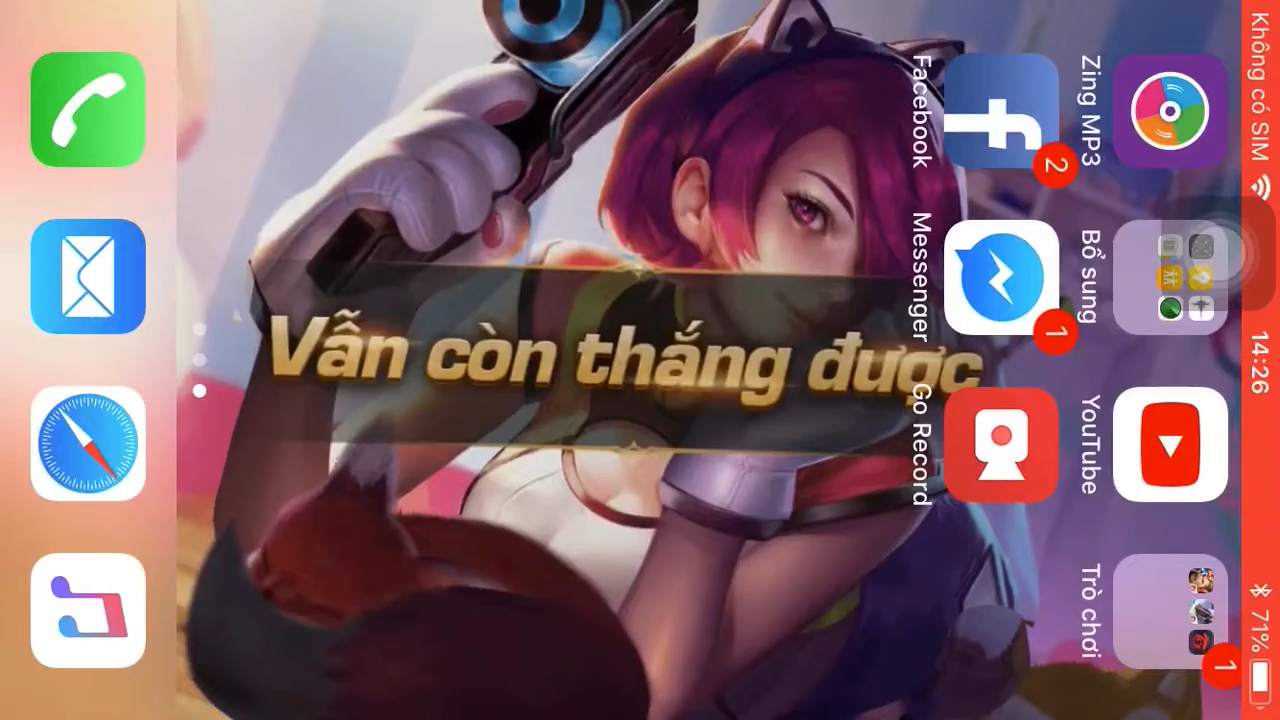 Không có SIM 14:26 71%
Zing MP3
Bổ sung
YouTube
Trò chơi
1
Facebook
2
Messenger
1
Go Record
Vẫn còn thắng được